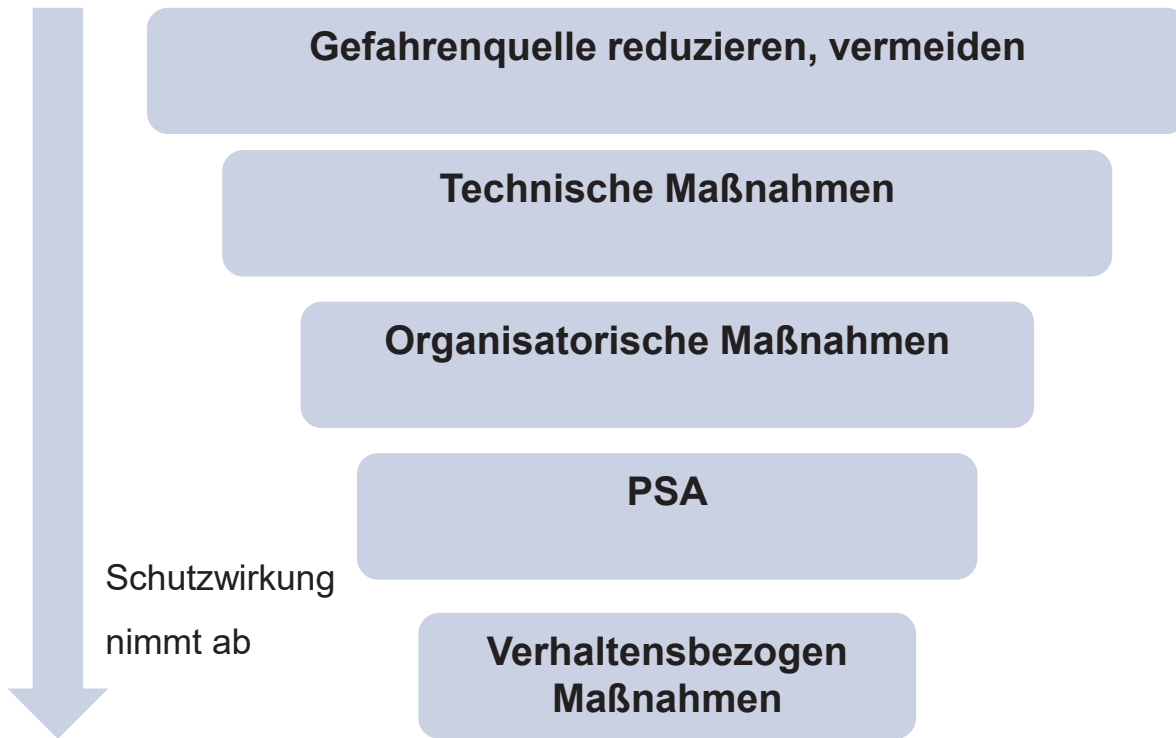 Gefahrenquelle reduzieren, vermeiden
Technische Maßnahmen
Organisatorische Maßnahmen
PSA
Schutzwirkung
nimmt ab
Verhaltensbezogen
Maßnahmen